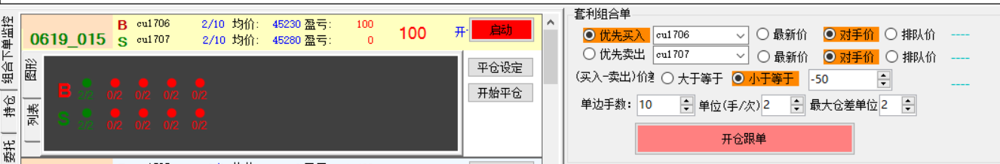 组合下单监控
持仓
委托
0619_015
B cu1706 2/10 均价: 45230 盈亏: 100
S cu1707 2/10 均价: 45280 盈亏: 0
100
开
启动
图形
列表
B 2/2 0/2 0/2 0/2 0/2
S 2/2 0/2 0/2 0/2 0/2
平仓设定
开始平仓
套利组合单
优先买入 cu1706 最新价 对手价 排队价 ----
优先卖出 cu1707 最新价 对手价 排队价 ----
(买入-卖出)价 大于等于 小于等于 -50 ----
单边手数: 10 单位(手/次) 2 最大仓差单位 2
开仓跟单